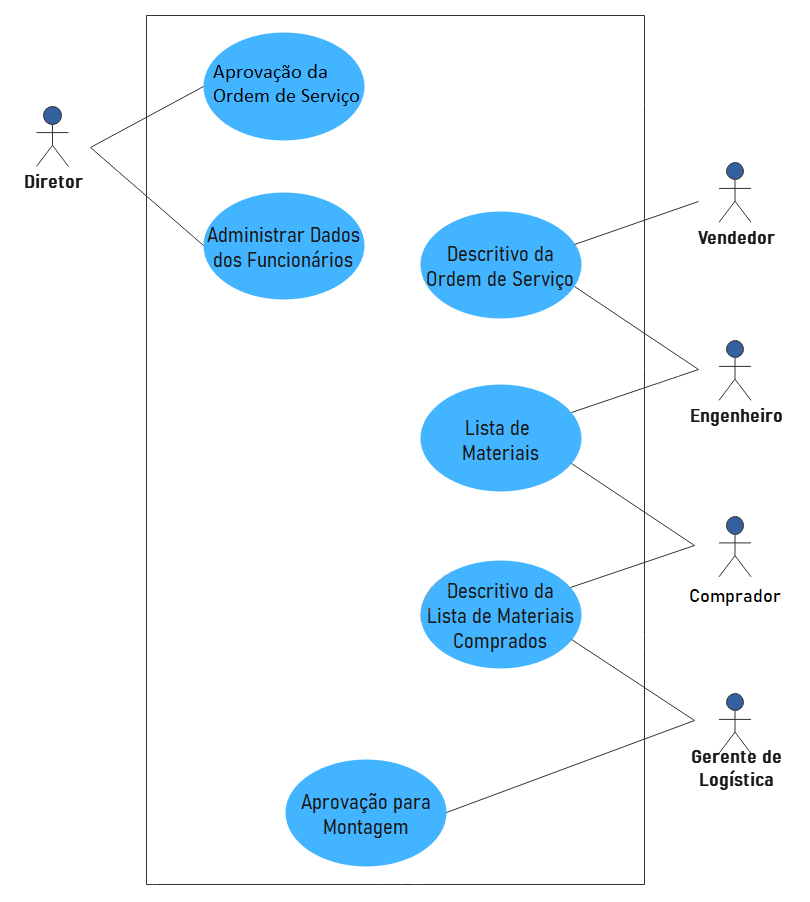 Aprovação da
Ordem de Serviço
Diretor
Administrar Dados
dos Funcionários
Vendedor
Descritivo da
Ordem de Serviço
Engenheiro
Lista de
Materiais
Comprador
Descritivo da
Lista de Materiais
Comprados
Gerente de
Logística
Aprovação para
Montagem